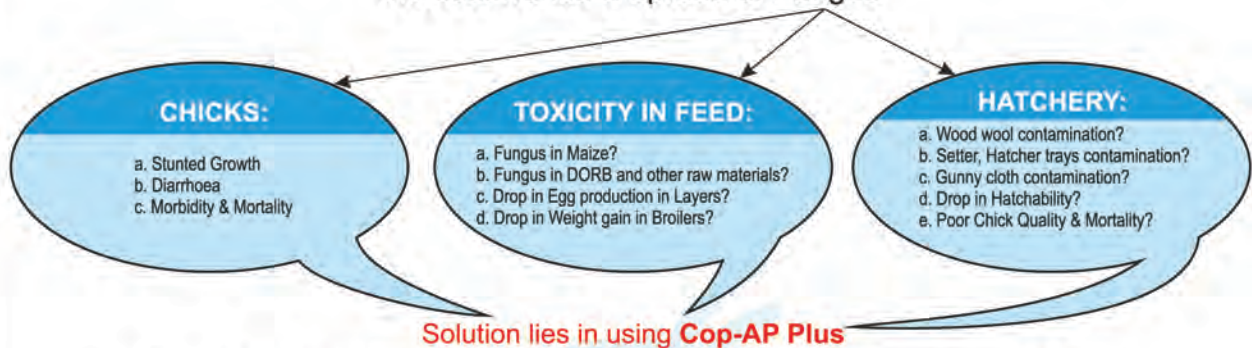 CHICKS:
a. Stunted Growth
b. Diarrhoea
c. Morbidity & Mortality
TOXICITY IN FEED:
a. Fungus in Maize?
b. Fungus in DORB and other raw materials?
c. Drop in Egg production in Layers?
d. Drop in Weight gain in Broilers?
HATCHERY:
a. Wood wool contamination?
b. Setter, Hatcher trays contamination?
c. Gunny cloth contamination?
d. Drop in Hatchability?
e. Poor Chick Quality & Mortality?
Solution lies in using Cop-AP Plus